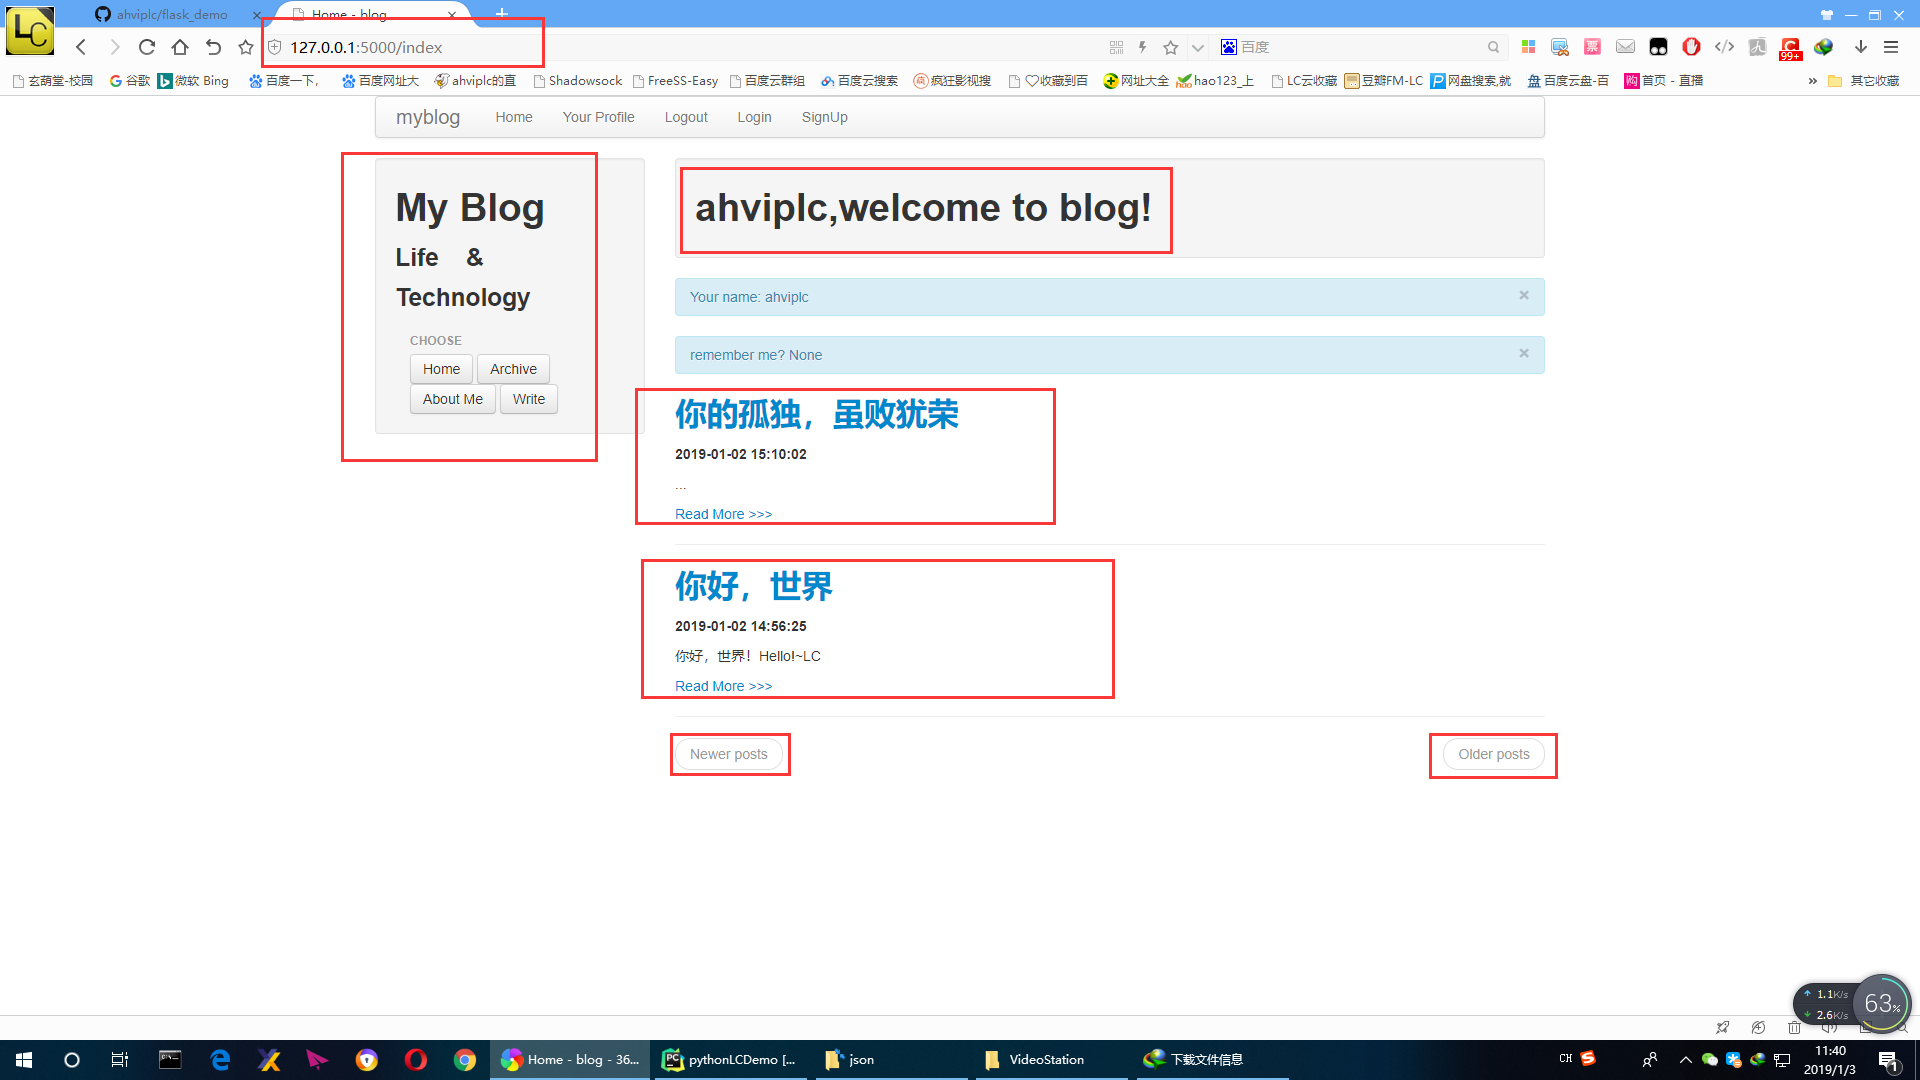 ahviplc/flask_demo
Home - blog
LC
127.0.0.1:5000/index
百度
票
99+
玄萌堂-校园
谷歌
微软 Bing
百度一下，
百度网址大
ahviplc的直
Shadowsock
FreeSS-Easy
百度云群组
百度云搜索
疯狂影视搜
♡收藏到百
网址大全
hao123_上
LC云收藏
豆瓣FM-LC
网盘搜索,就
百度云盘-百
购 首页 - 直播
»
其它收藏
myblog
Home
Your Profile
Logout
Login
SignUp
My Blog
Life &
Technology
CHOOSE
Home
Archive
About Me
Write
ahviplc,welcome to blog!
Your name: ahviplc
×
remember me? None
×
你的孤独，虽败犹荣
2019-01-02 15:10:02
...
Read More >>>
你好，世界
2019-01-02 14:56:25
你好，世界！Hello!~LC
Read More >>>
Newer posts
Older posts
1.1K/s
2.6K/s
63%
Home - blog - 36...
pythonLCDemo [...
json
VideoStation
下载文件信息
CH
11:40
2019/1/3
1